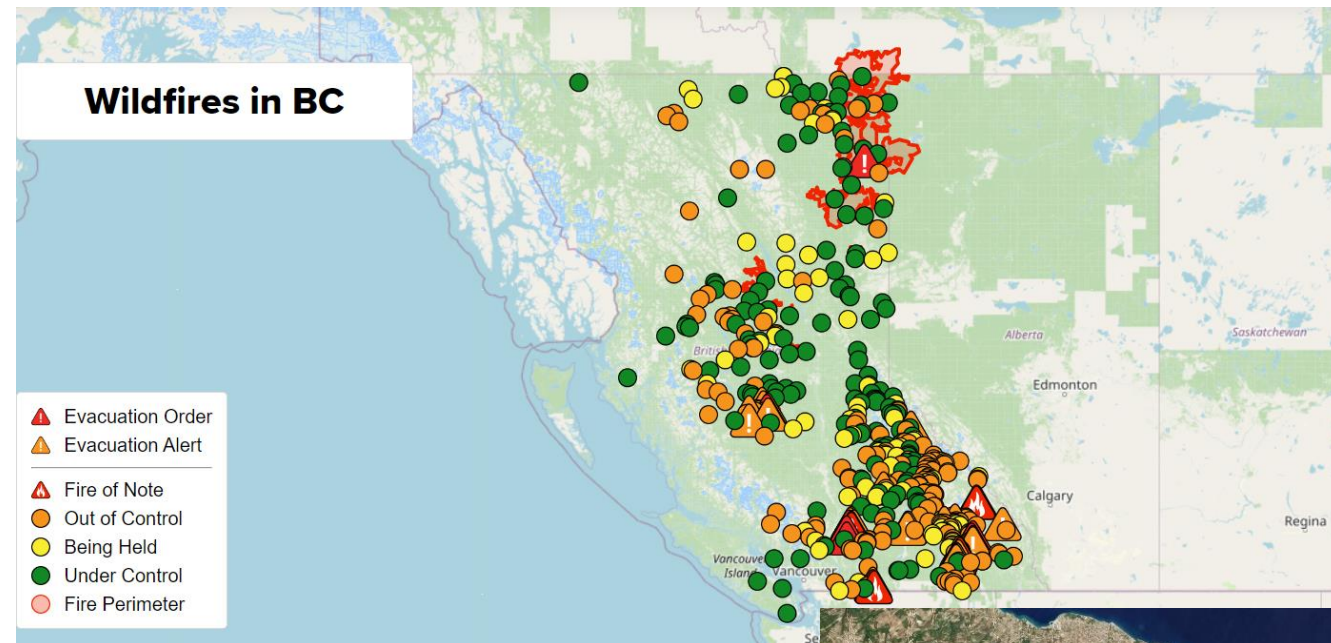 Wildfires in BC
Alberta
Saskatchewan
Edmonton
Evacuation Order
Evacuation Alert
Fire of Note
Out of Control
Being Held
Under Control
Fire Perimeter
Calgary
Regina
Vancouver
Island
Vancouver